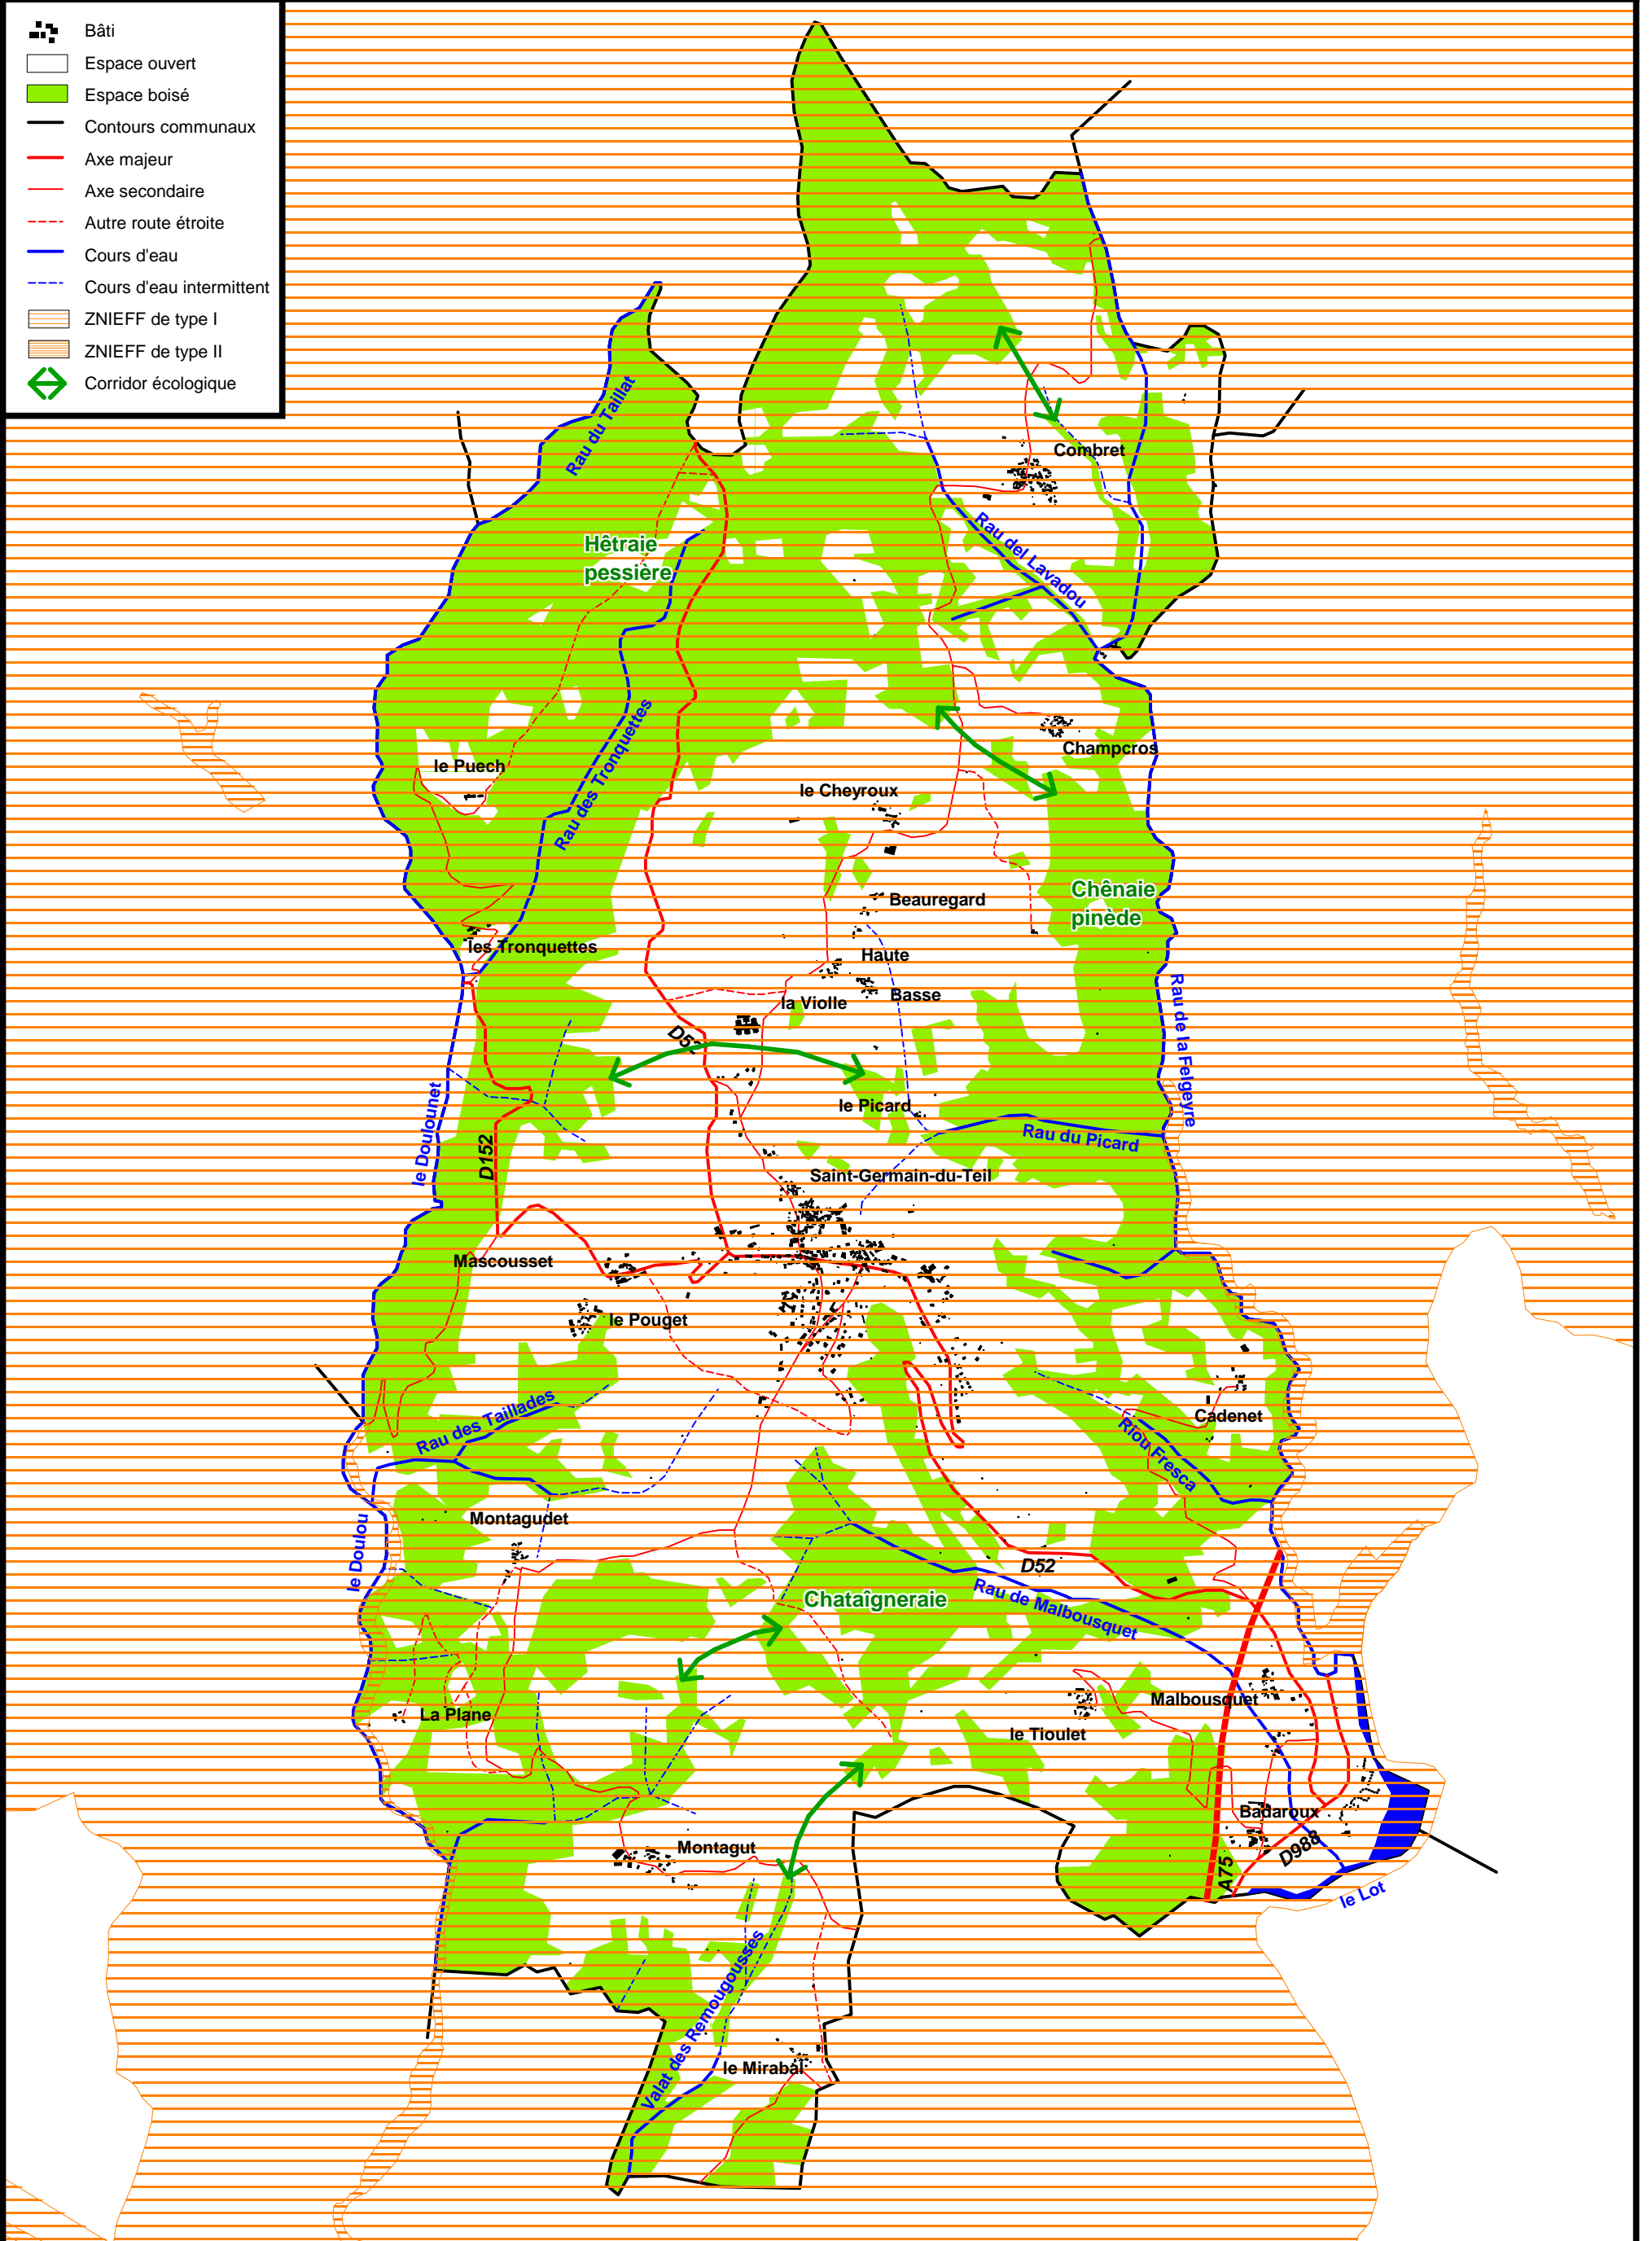 Bâti
Espace ouvert
Espace boisé
Contours communaux
Axe majeur
Axe secondaire
Autre route étroite
Cours d'eau
Cours d'eau intermittent
ZNIEFF de type I
ZNIEFF de type II
Corridor écologique
Rau du Taillat
Combret
Rau del Lavadou
Hêtraie
pessière
Rau des Tronquettes
Champcros
le Puech
le Cheyroux
Chênaie
pinède
Beauregard
les Tronquettes
Haute
Basse
la Violle
Rau de la Felgeyre
D52
le Doulounet
le Picard
Rau du Picard
D152
Saint-Germain-du-Teil
Mascousset
le Pouget
Cadenet
Rau des Taillades
Riou Fresca
Montagudet
le Doulou
D52
Chataîgneraie
Rau de Malbousquet
Malbousquet
La Plane
le Tioulet
Badaroux
D988
A75
Montagut
le Lot
Valat des Remougousses
le Mirabal